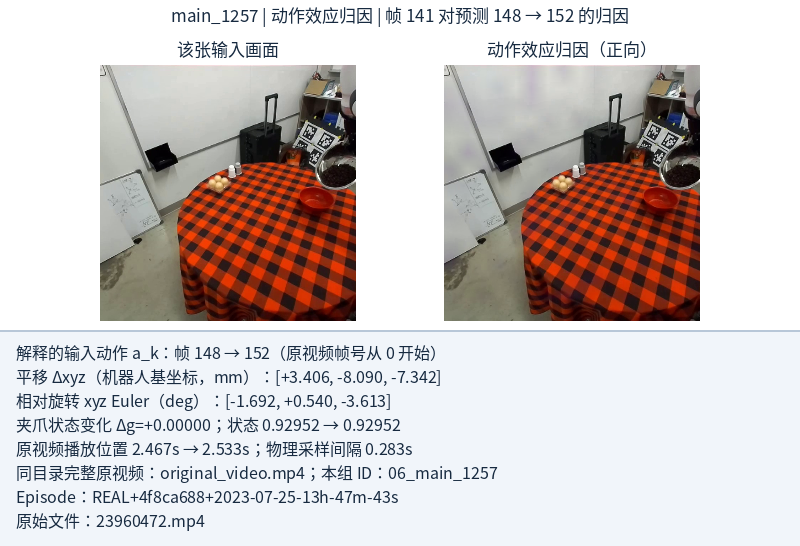 main_1257 | 动作效应归因 | 帧 141 对预测 148 → 152 的归因
该张输入画面
动作效应归因（正向）
解释的输入动作 a_k：帧 148 → 152（原视频帧号从 0 开始）
平移 Δxyz（机器人基坐标，mm）：[+3.406, -8.090, -7.342]
相对旋转 xyz Euler（deg）：[-1.692, +0.540, -3.613]
夹爪状态变化 Δg=+0.00000；状态 0.92952 → 0.92952
原视频播放位置 2.467s → 2.533s；物理采样间隔 0.283s
同目录完整原视频：original_video.mp4；本组 ID：06_main_1257
Episode：REAL+4f8ca688+2023-07-25-13h-47m-43s
原始文件：23960472.mp4